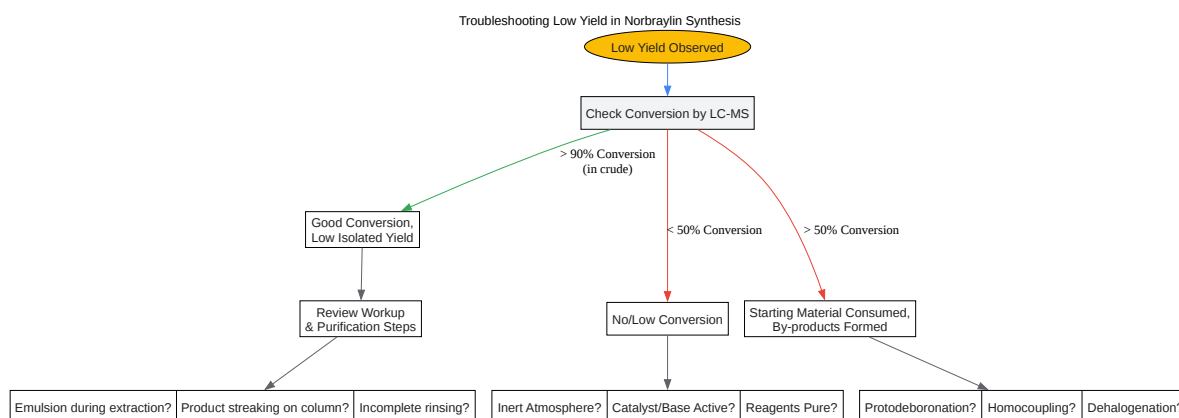 Troubleshooting Low Yield in Norbraylin Synthesis
Low Yield Observed
Check Conversion by LC-MS
> 90% Conversion
(in crude)
Good Conversion,
Low Isolated Yield
< 50% Conversion
> 50% Conversion
Review Workup
& Purification Steps
No/Low Conversion
Starting Material Consumed,
By-products Formed
Emulsion during extraction?
Product streaking on column?
Incomplete rinsing?
Inert Atmosphere?
Catalyst/Base Active?
Reagents Pure?
Protodeboronation?
Homocoupling?
Dehalogenation?